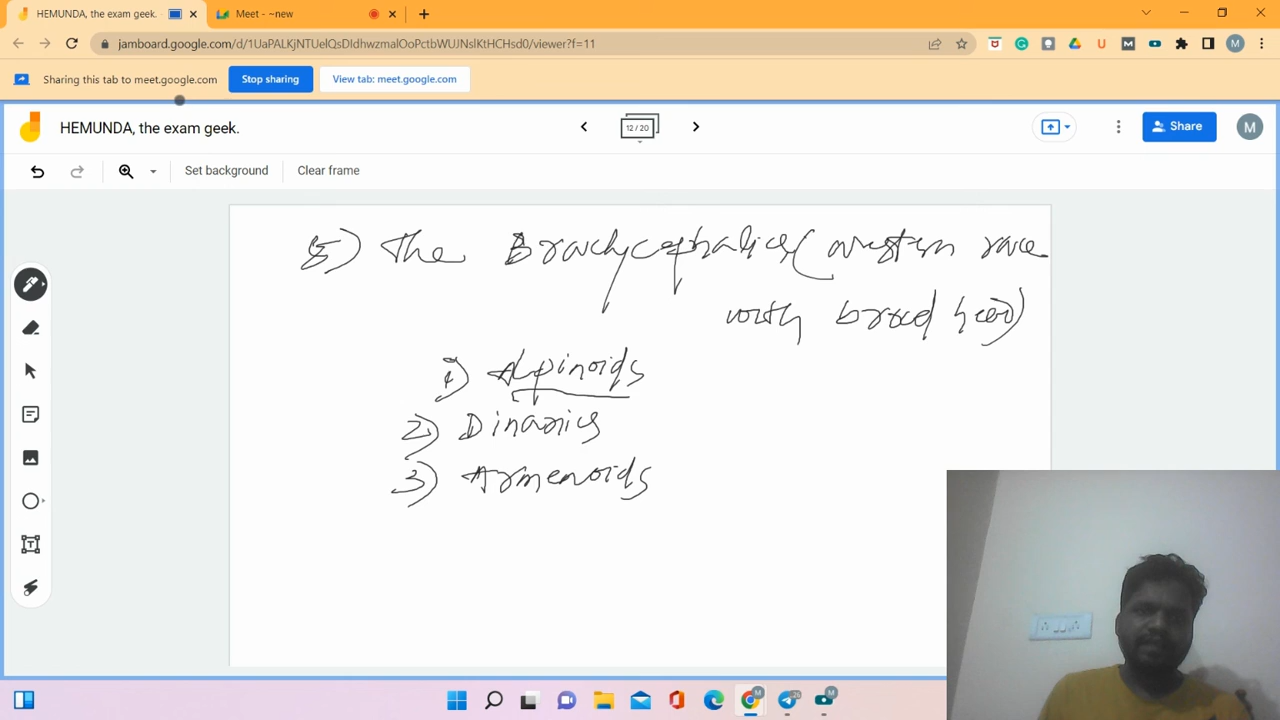 HEMUNDA, the exam geek.
Meet - ~new
jamboard.google.com/d/1UaPALKjNTUelQsDIdhwzmalOoPctbWUJNslKtHCHsd0/viewer?f=11
M
Sharing this tab to meet.google.com
Stop sharing
View tab: meet.google.com
HEMUNDA, the exam geek.
12 / 20
Share
M
Set background
Clear frame
5) The Brachycephalics (western race
with broad head)
1) Alpinoids
2) Dinarics
3) Armenoids